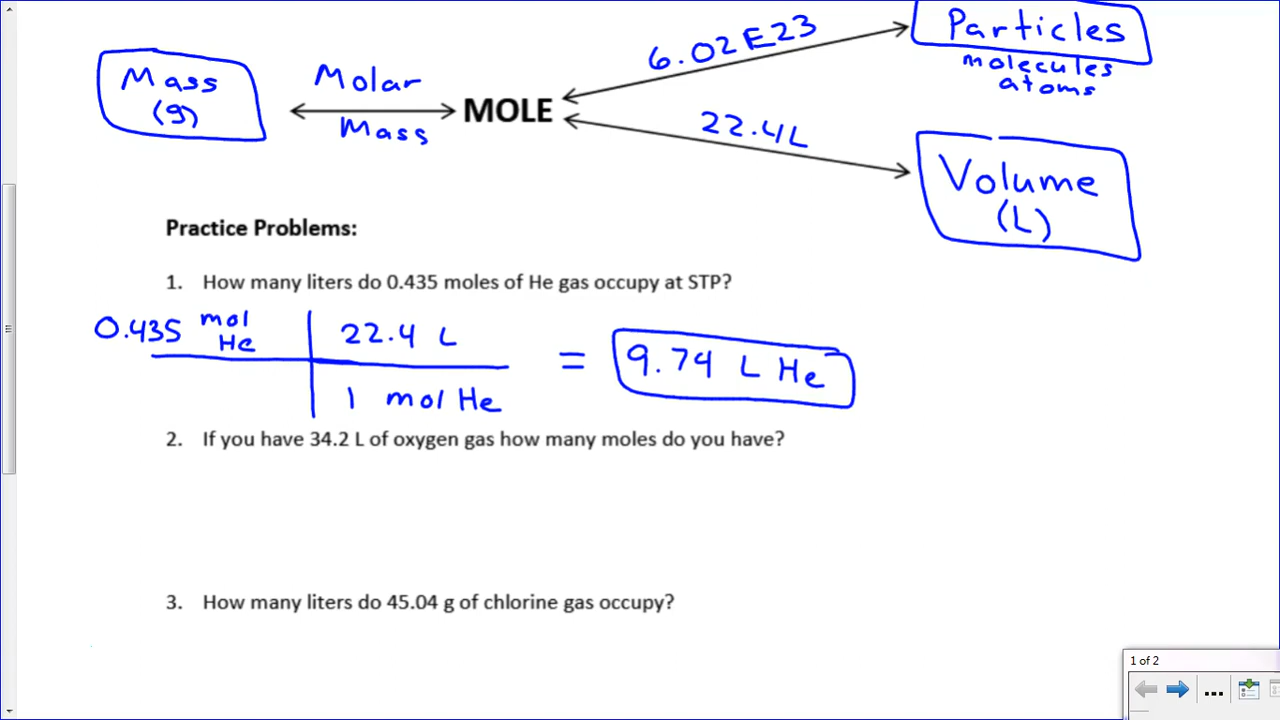 6.02E23
Particles
molecules
atoms
Mass
(g)
Molar
Mass
MOLE
22.4L
Volume
(L)
Practice Problems:
1. How many liters do 0.435 moles of He gas occupy at STP?
0.435 mol He | 22.4 L
1 mol He
= 9.74 L He
2. If you have 34.2 L of oxygen gas how many moles do you have?
3. How many liters do 45.04 g of chlorine gas occupy?
1 of 2
...